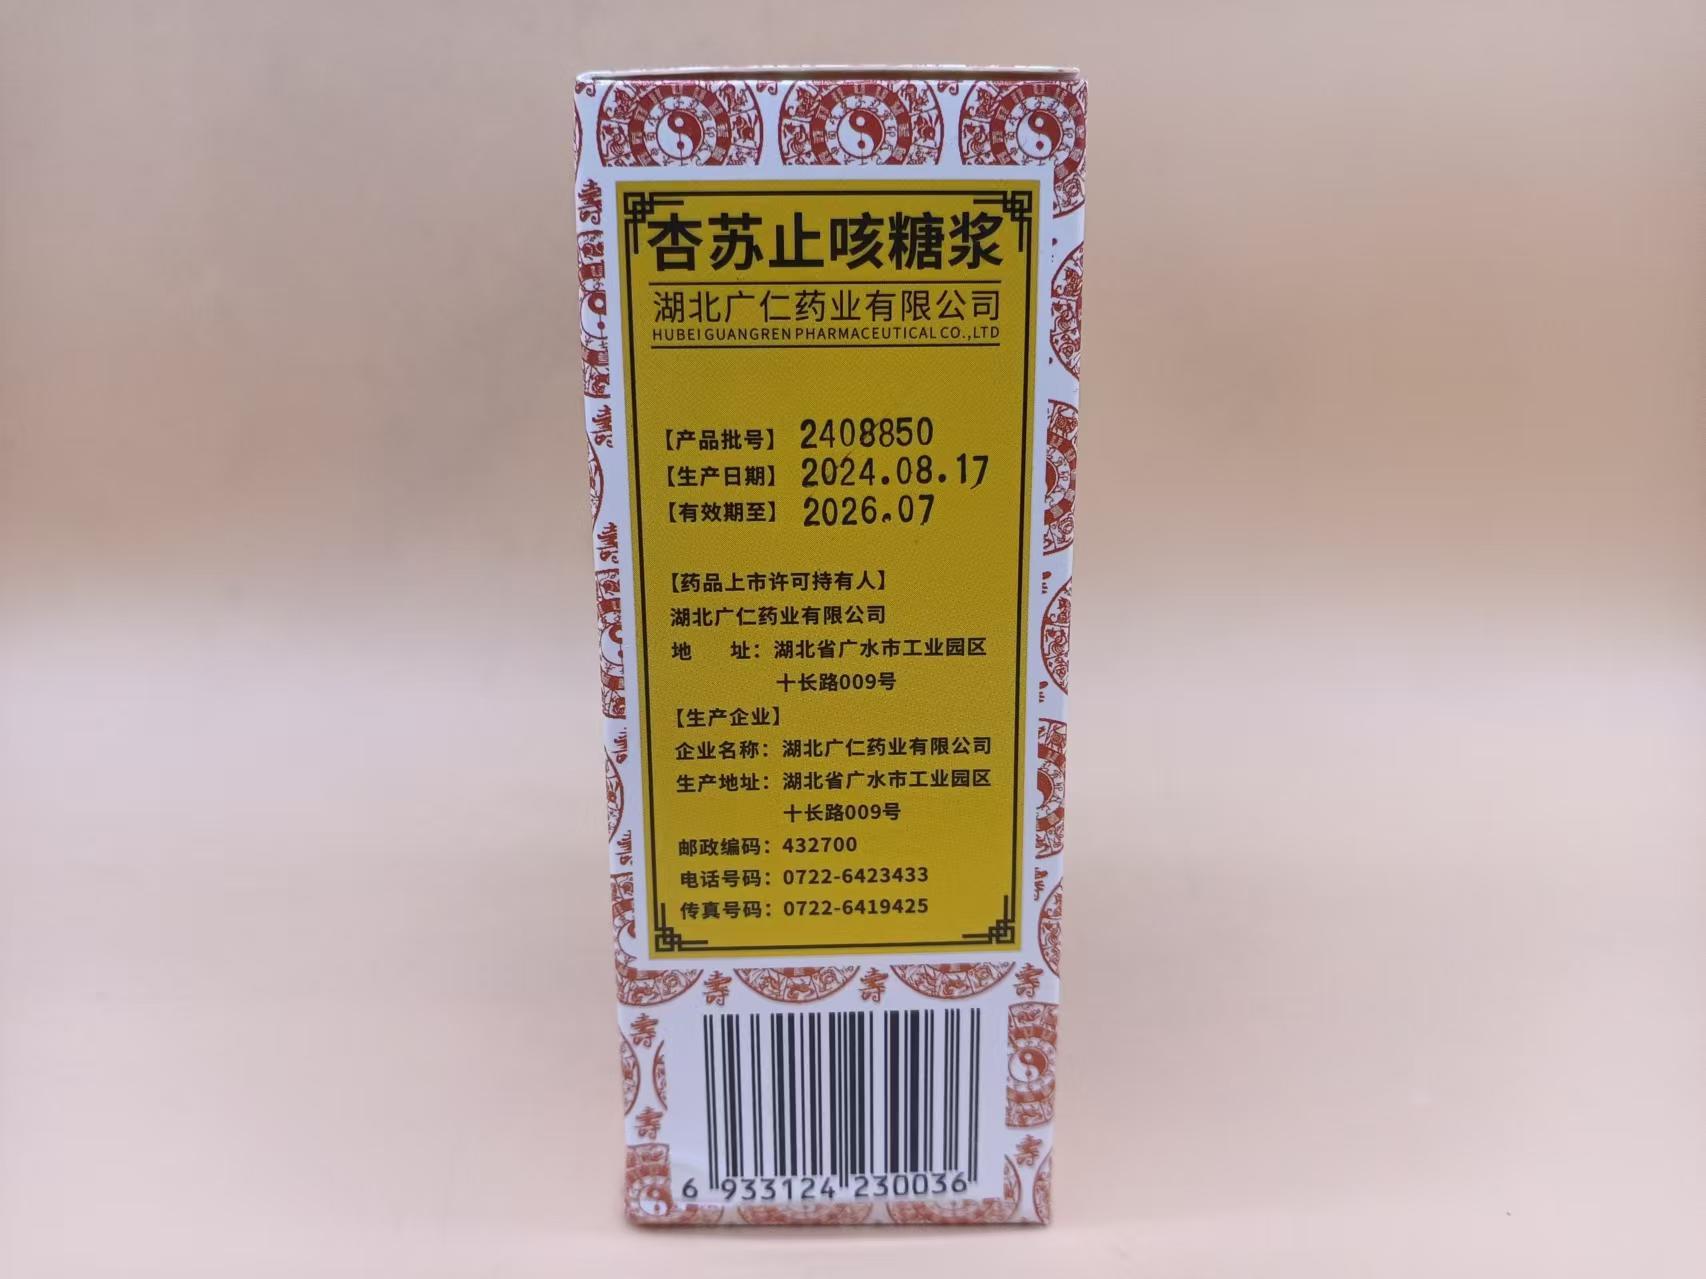 杏苏止咳糖浆
湖北广仁药业有限公司
HUBEI GUANGREN PHARMACEUTICAL CO.,LTD
【产品批号】 2408850
【生产日期】 2024.08.17
【有效期至】 2026.07
【药品上市许可持有人】
湖北广仁药业有限公司
地 址：湖北省广水市工业园区
十长路009号
【生产企业】
企业名称：湖北广仁药业有限公司
生产地址：湖北省广水市工业园区
十长路009号
邮政编码：432700
电话号码：0722-6423433
传真号码：0722-6419425
6 933124 230036